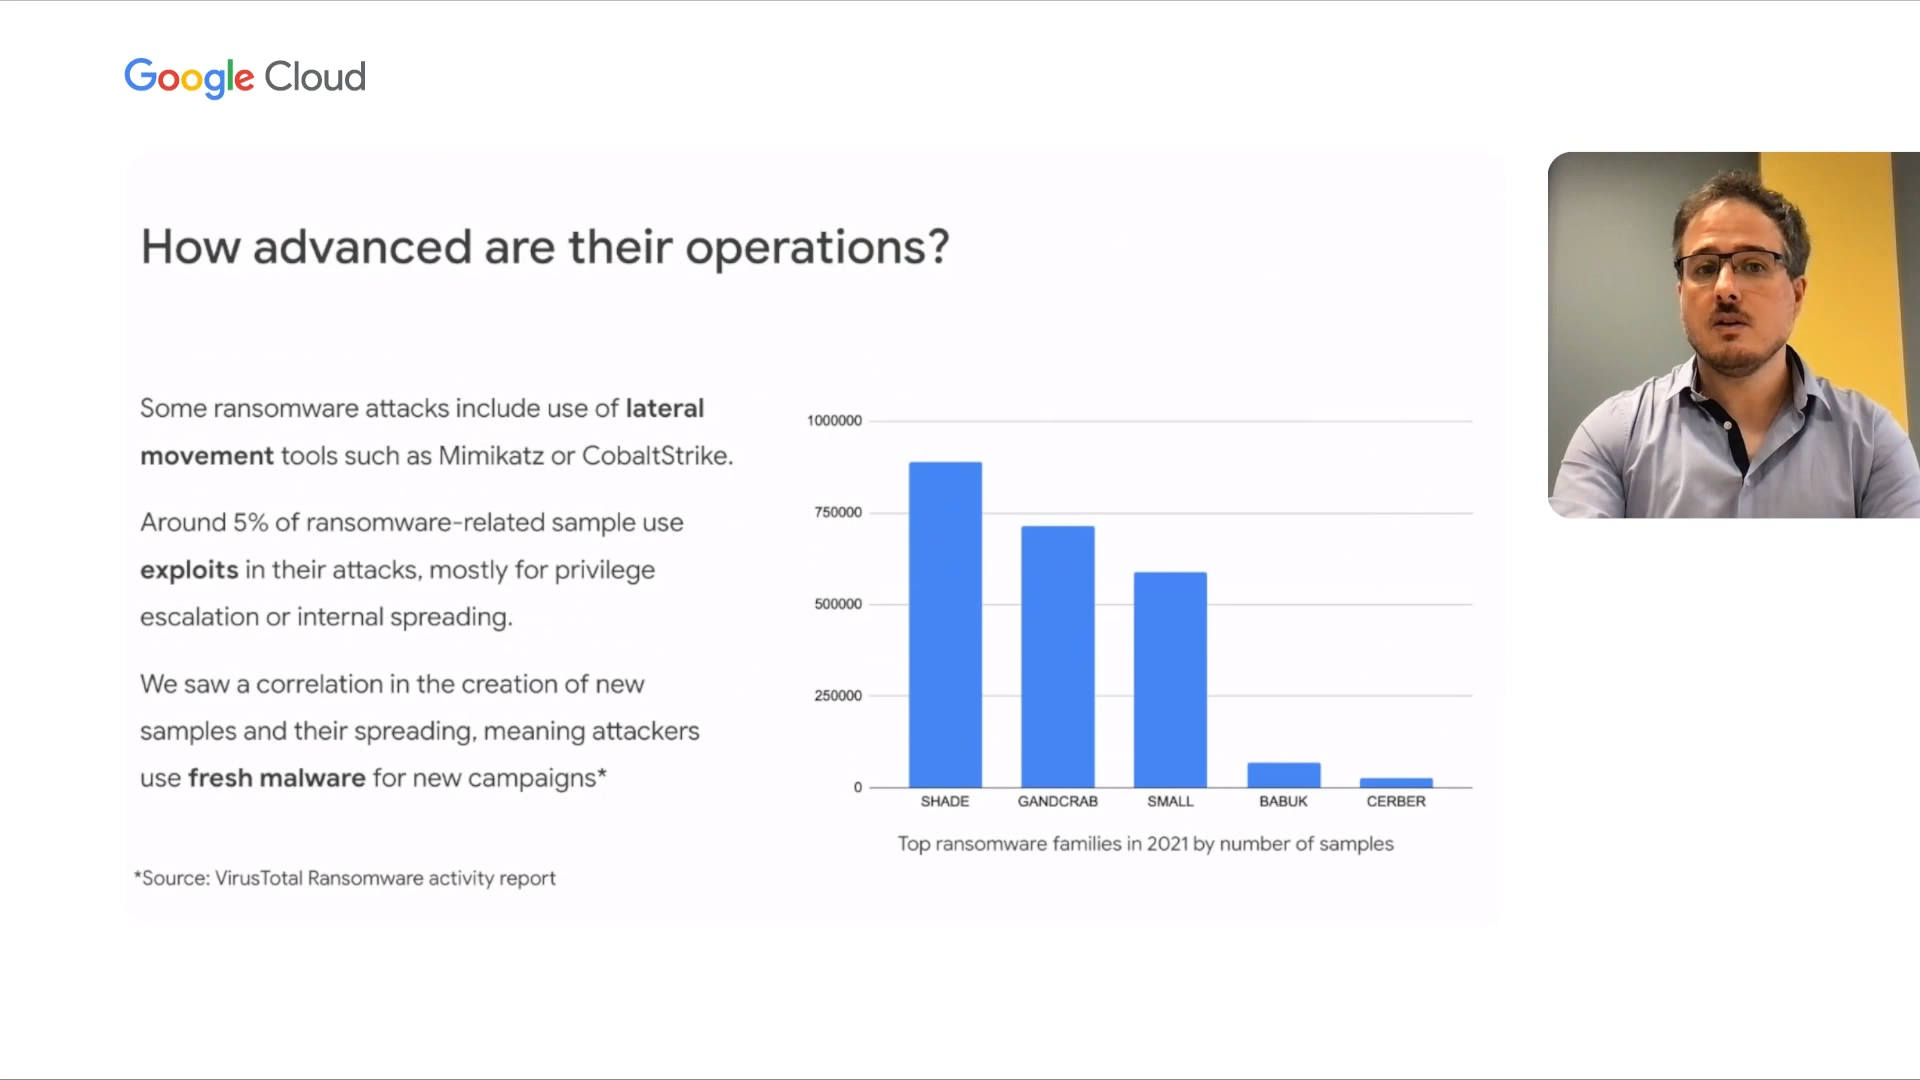 Google Cloud
How advanced are their operations?
Some ransomware attacks include use of lateral
movement tools such as Mimikatz or CobaltStrike.
Around 5% of ransomware-related sample use
exploits in their attacks, mostly for privilege
escalation or internal spreading.
We saw a correlation in the creation of new
samples and their spreading, meaning attackers
use fresh malware for new campaigns*
*Source: VirusTotal Ransomware activity report
1000000
750000
500000
250000
0
SHADE GANDCRAB SMALL BABUK CERBER
Top ransomware families in 2021 by number of samples